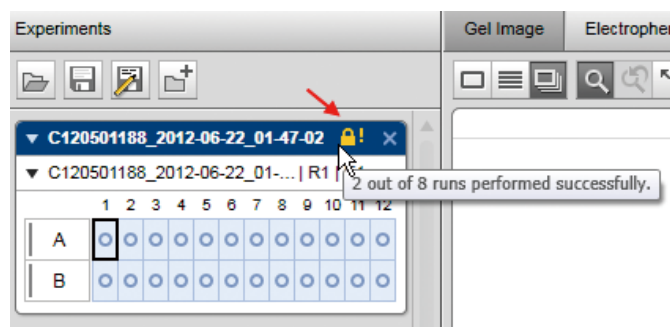 Experiments
Gel Image
C120501188_2012-06-22_01-47-02
!
C120501188_2012-06-22_01-... | R1 |
2 out of 8 runs performed successfully.
1 2 3 4 5 6 7 8 9 10 11 12
A
B